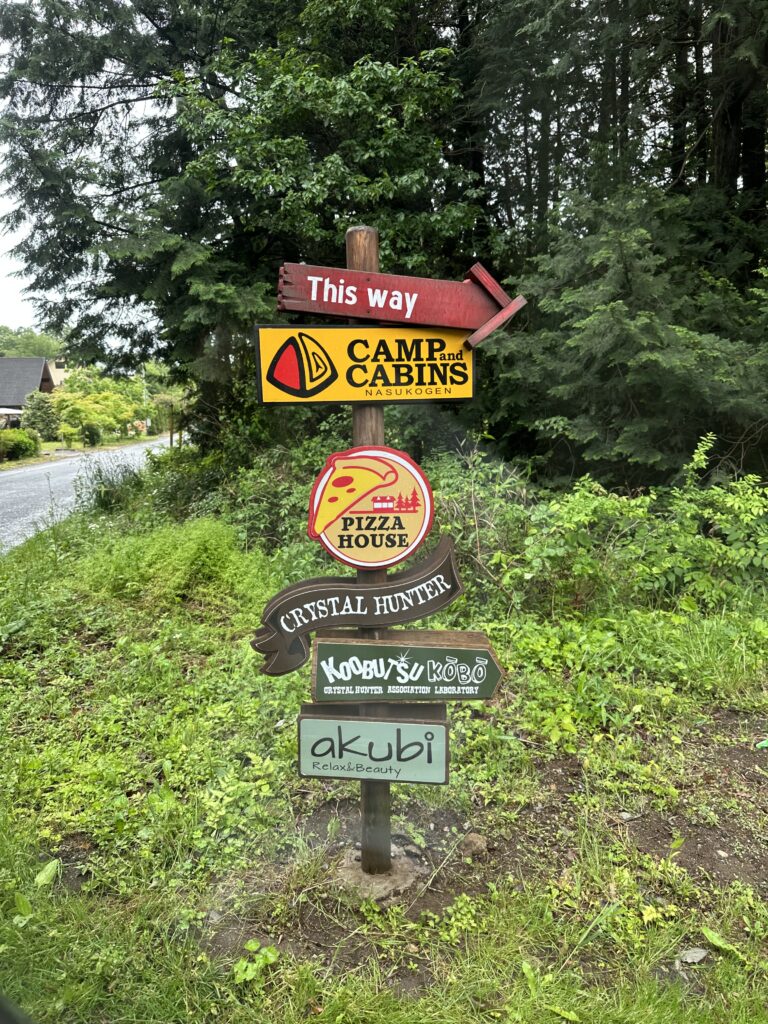 This way
CAMP and
CABINS
NASUKOGEN
PIZZA
HOUSE
CRYSTAL HUNTER
KOOBUTSU KŌBŌ
CRYSTAL HUNTER ASSOCIATION LABORATORY
akubi
Relax&Beauty